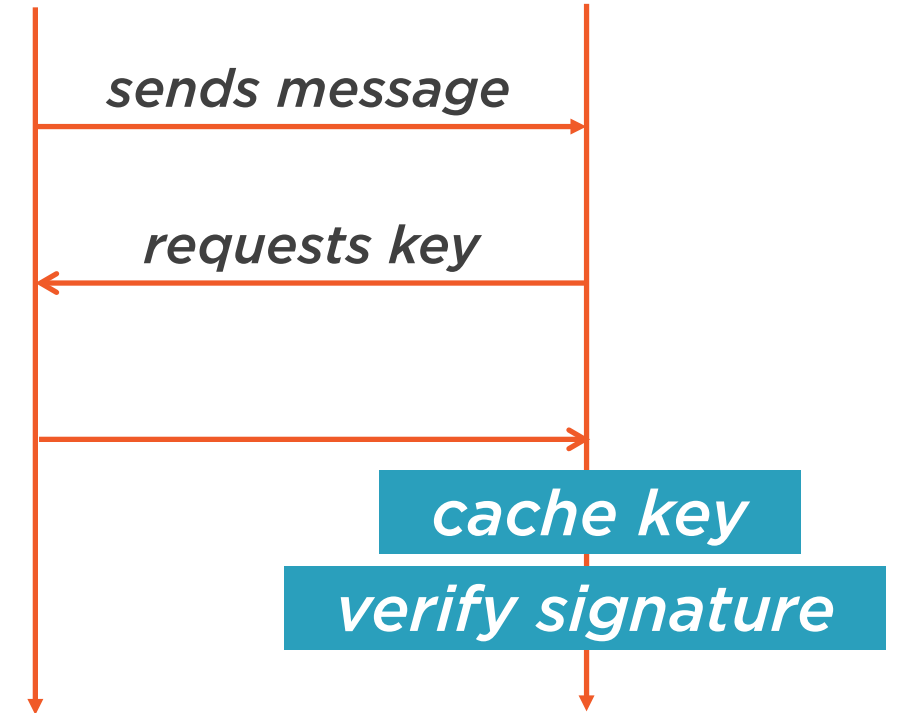 sends message
requests key
cache key
verify signature